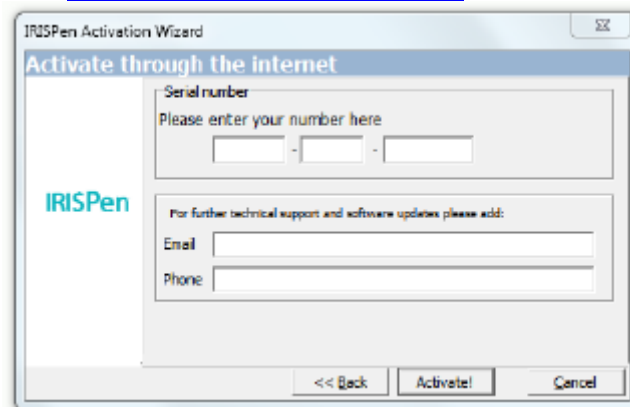 IRISPen Activation Wizard
Activate through the internet
Serial number
Please enter your number here
- -
IRISPen
For further technical support and software updates please add:
Email
Phone
<< Back Activate! Cancel